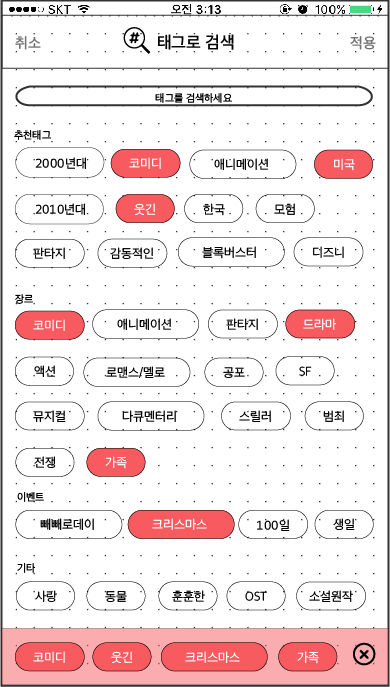 SKT 오전 3:13 100%
취소 # 태그로 검색 적용
태그를 검색하세요
추천태그
2000년대 코미디 애니메이션 미국
2010년대 웃긴 한국 모험
판타지 감동적인 블록버스터 디즈니
장르
코미디 애니메이션 판타지 드라마
액션 로맨스/멜로 공포 SF
뮤지컬 다큐멘터리 스릴러 범죄
전쟁 가족
이벤트
빼빼로데이 크리스마스 100일 생일
기타
사랑 동물 훈훈한 OST 소설원작
코미디 웃긴 크리스마스 가족